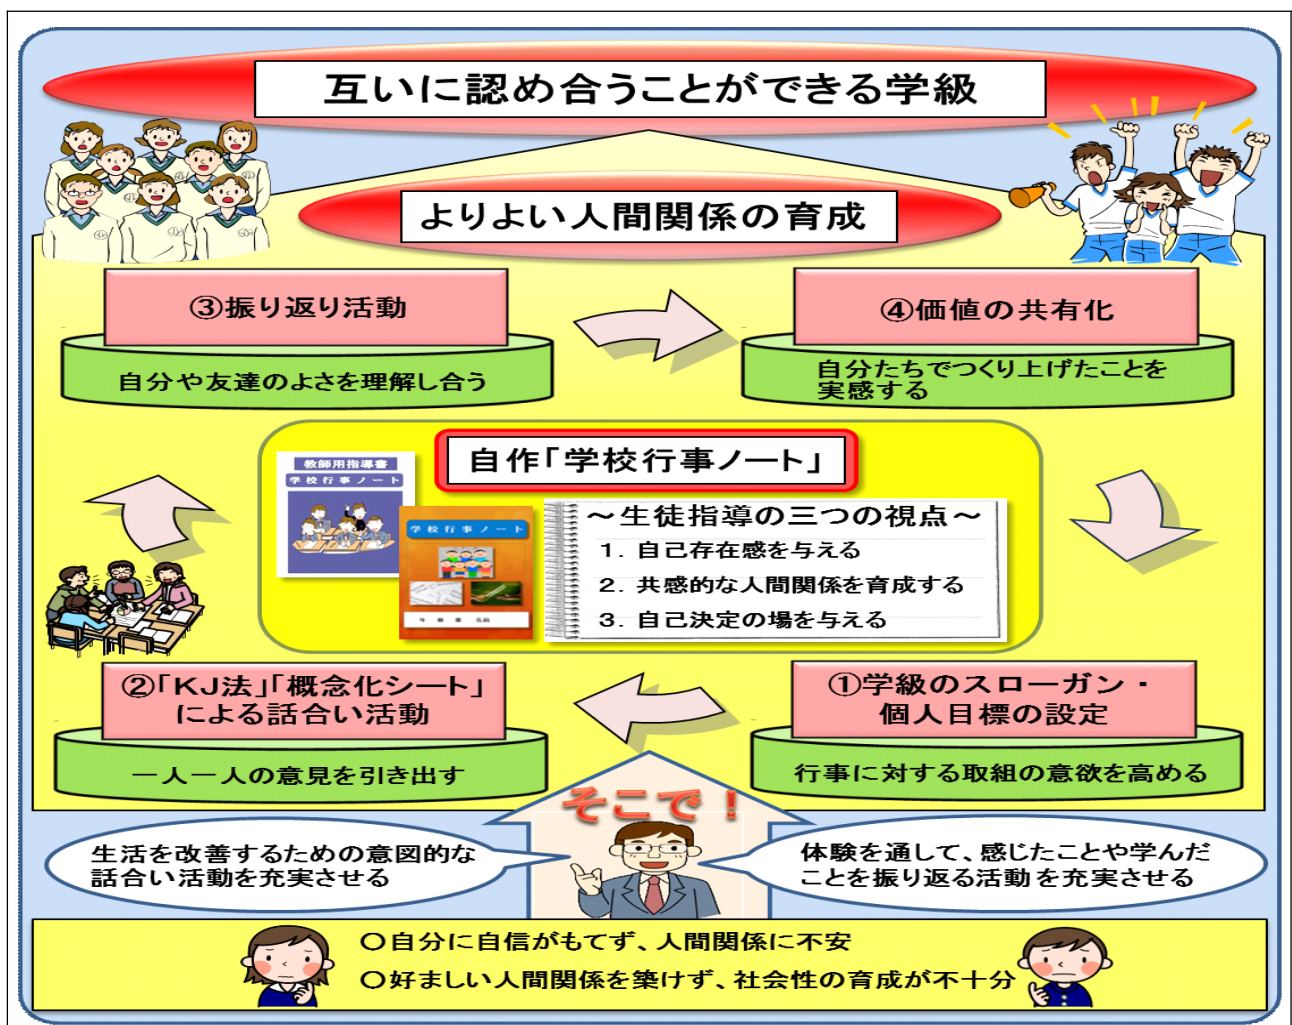 互いに認め合うことができる学級
よりよい人間関係の育成
③振り返り活動
自分や友達のよさを理解し合う
④価値の共有化
自分たちでつくり上げたことを
実感する
自作「学校行事ノート」
教師用指導書
学校行事ノート
学校行事ノート
年 組 番 名前
～生徒指導の三つの視点～
1. 自己存在感を与える
2. 共感的な人間関係を育成する
3. 自己決定の場を与える
②「KJ法」「概念化シート」
による話合い活動
一人一人の意見を引き出す
①学級のスローガン・
個人目標の設定
行事に対する取組の意欲を高める
そこで！
生活を改善するための意図的な
話合い活動を充実させる
体験を通して、感じたことや学んだ
ことを振り返る活動を充実させる
○自分に自信がもてず、人間関係に不安
○好ましい人間関係を築けず、社会性の育成が不十分